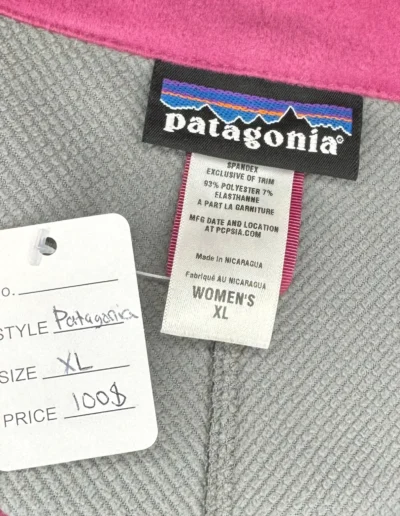 patagonia®
SPANDEX
EXCLUSIVE OF TRIM
93% POLYESTER 7%
ELASTHANNE
A PART LA GARNITURE
MFG DATE AND LOCATION
AT PCPSIA.COM
Made in NICARAGUA
Fabriqué AU NICARAGUA
WOMEN'S
XL
O.
STYLE Patagonia
SIZE XL
PRICE 100$